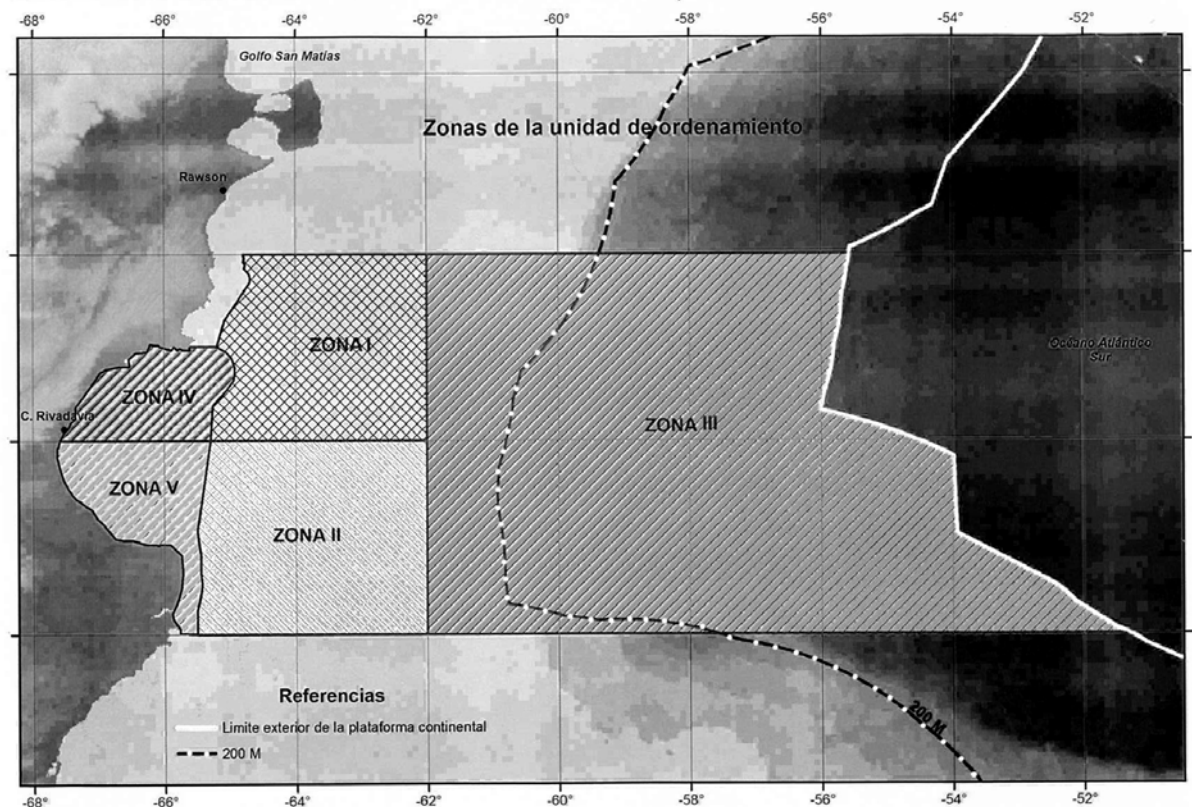 -68°
-66°
-64°
-62°
-60°
-58°
-56°
-54°
-52°
Golfo San Matías
Zonas de la unidad de ordenamiento
Rawson
ZONA I
Océano Atlántico
Sur
ZONA IV
C. Rivadavia
ZONA III
ZONA V
ZONA II
Referencias
Limite exterior de la plataforma continental
200 M
200 M
-68°
-66°
-64°
-62°
-60°
-58°
-56°
-54°
-52°